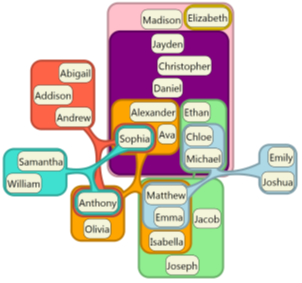 Madison
Elizabeth
Jayden
Christopher
Daniel
Abigail
Addison
Andrew
Alexander
Ethan
Sophia
Ava
Chloe
Michael
Samantha
William
Emily
Joshua
Anthony
Olivia
Matthew
Emma
Jacob
Isabella
Joseph